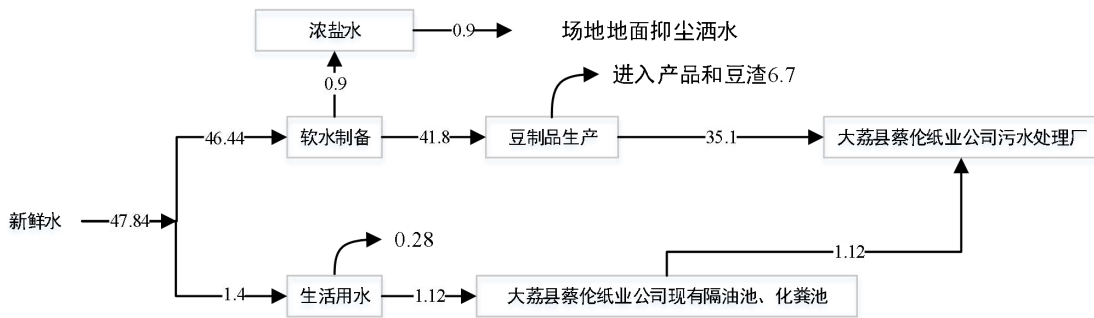 浓盐水
0.9
场地地面抑尘洒水
0.9
进入产品和豆渣6.7
46.44
软水制备
41.8
豆制品生产
35.1
大荔县蔡伦纸业公司污水处理厂
新鲜水
47.84
0.28
1.12
1.4
生活用水
1.12
大荔县蔡伦纸业公司现有隔油池、化粪池